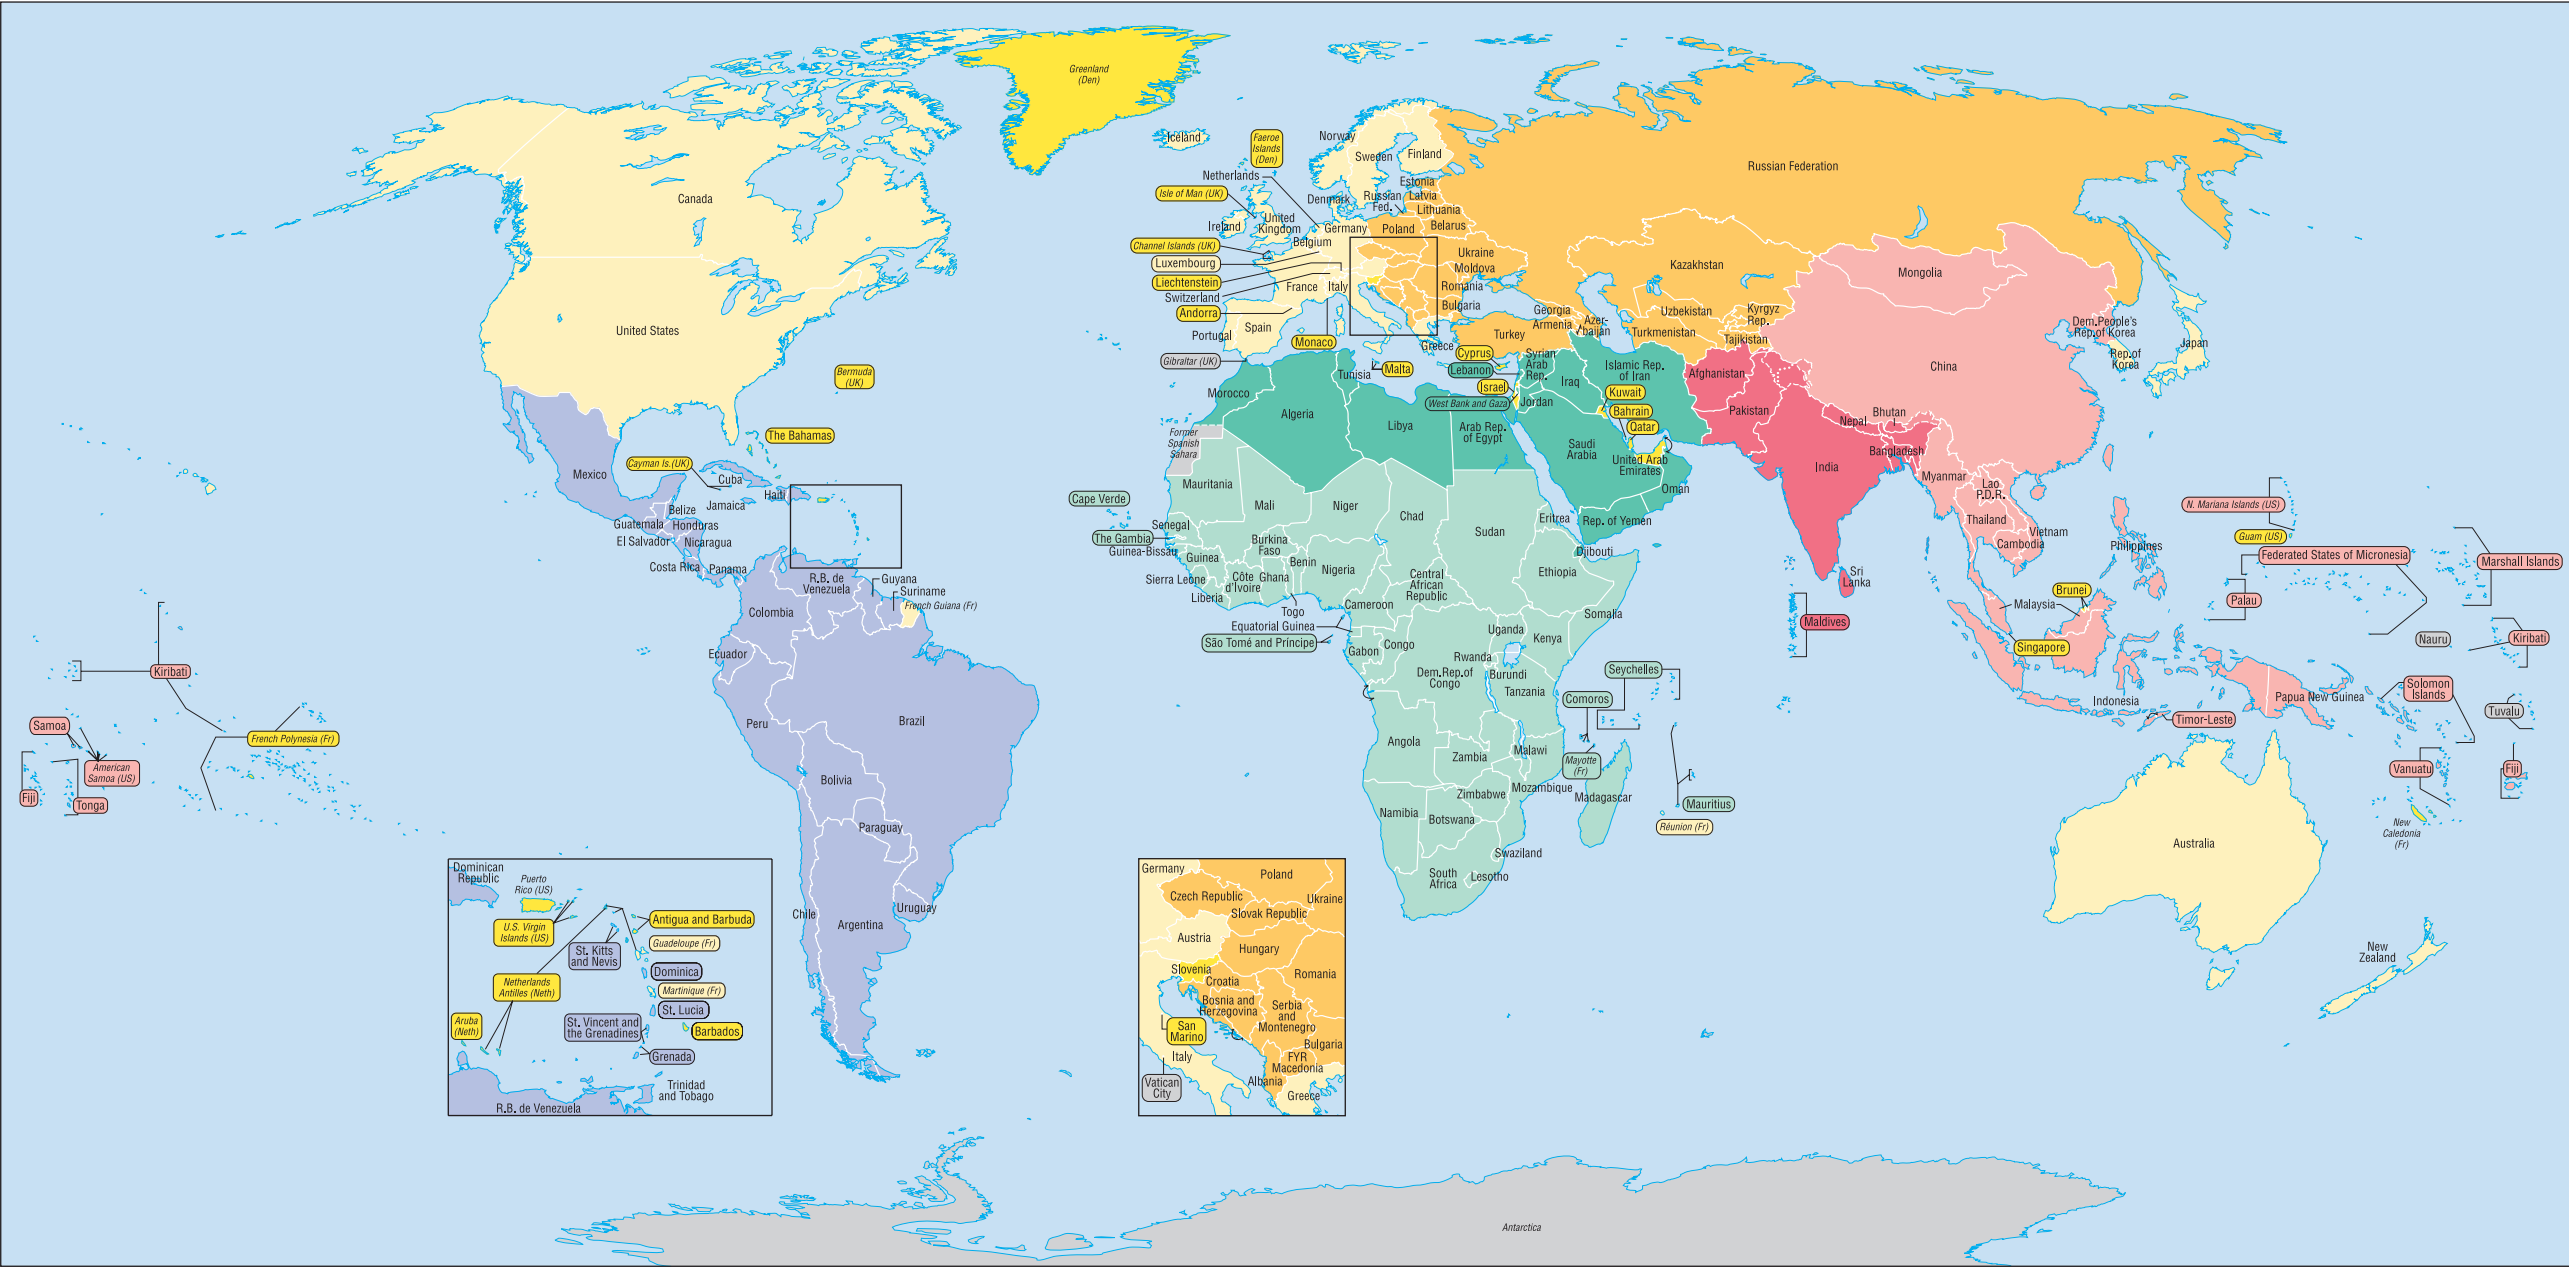 Greenland
(Den)
Iceland
Faeroe
Islands
(Den)
Norway
Sweden
Finland
Russian Federation
Canada
Netherlands
Isle of Man (UK)
Estonia
Russian
Fed.
Latvia
Denmark
Lithuania
Ireland
United
Kingdom
Germany
Poland
Belarus
Channel Islands (UK)
Belgium
Luxembourg
Ukraine
Moldova
Liechtenstein
France
Italy
Romania
Switzerland
Bulgaria
Andorra
Spain
Portugal
Monaco
Greece
Gibraltar (UK)
Malta
Tunisia
Kazakhstan
Mongolia
Georgia
Armenia
Azer-
baijan
Uzbekistan
Kyrgyz
Rep.
Turkey
Turkmenistan
Tajikistan
Dem.People's
Rep.of Korea
Japan
Rep.of
Korea
China
United States
Bermuda
(UK)
Cyprus
Lebanon
Syrian
Arab
Rep.
Israel
West Bank and Gaza
Iraq
Jordan
Islamic Rep.
of Iran
Afghanistan
Kuwait
Bahrain
Qatar
Pakistan
Nepal
Bhutan
Bangladesh
India
Morocco
Algeria
Libya
Arab Rep.
of Egypt
Saudi
Arabia
United Arab
Emirates
Oman
Rep. of Yemen
Former
Spanish
Sahara
The Bahamas
Cayman Is.(UK)
Mexico
Cuba
Haiti
Jamaica
Belize
Guatemala
Honduras
El Salvador
Nicaragua
Costa Rica
Panama
Cape Verde
Mauritania
Mali
Niger
Chad
Sudan
Eritrea
Senegal
The Gambia
Guinea-Bissau
Guinea
Burkina
Faso
Benin
Nigeria
Djibouti
Ethiopia
Sierra Leone
Côte
d'Ivoire
Ghana
Liberia
Togo
Central
African
Republic
Cameroon
Somalia
Equatorial Guinea
São Tomé and Príncipe
Gabon
Congo
Uganda
Kenya
Rwanda
Burundi
Dem.Rep.of
Congo
Tanzania
Seychelles
Comoros
Angola
Zambia
Malawi
Mayotte
(Fr)
Mozambique
Madagascar
Zimbabwe
Namibia
Botswana
Mauritius
Réunion (Fr)
Swaziland
South
Africa
Lesotho
Myanmar
Lao
P.D.R.
Thailand
Vietnam
Cambodia
Philippines
Sri
Lanka
Maldives
Malaysia
Brunei
Singapore
Indonesia
Timor-Leste
Papua New Guinea
N. Mariana Islands (US)
Guam (US)
Federated States of Micronesia
Marshall Islands
Palau
Nauru
Kiribati
Solomon
Islands
Tuvalu
Vanuatu
Fiji
New
Caledonia
(Fr)
Australia
New
Zealand
R.B. de
Venezuela
Guyana
Suriname
French Guiana (Fr)
Colombia
Ecuador
Peru
Brazil
Bolivia
Paraguay
Chile
Argentina
Uruguay
Kiribati
Samoa
French Polynesia (Fr)
American
Samoa (US)
Fiji
Tonga
Dominican
Republic
Puerto
Rico (US)
U.S. Virgin
Islands (US)
Antigua and Barbuda
St. Kitts
and Nevis
Guadeloupe (Fr)
Dominica
Netherlands
Antilles (Neth)
Martinique (Fr)
St. Lucia
Aruba
(Neth)
St. Vincent and
the Grenadines
Barbados
Grenada
Trinidad
and Tobago
R.B. de Venezuela
Germany
Poland
Czech Republic
Ukraine
Slovak Republic
Austria
Hungary
Slovenia
Romania
Croatia
Bosnia and
Herzegovina
Serbia
and
Montenegro
San
Marino
Bulgaria
Italy
FYR
Macedonia
Albania
Vatican
City
Greece
Antarctica